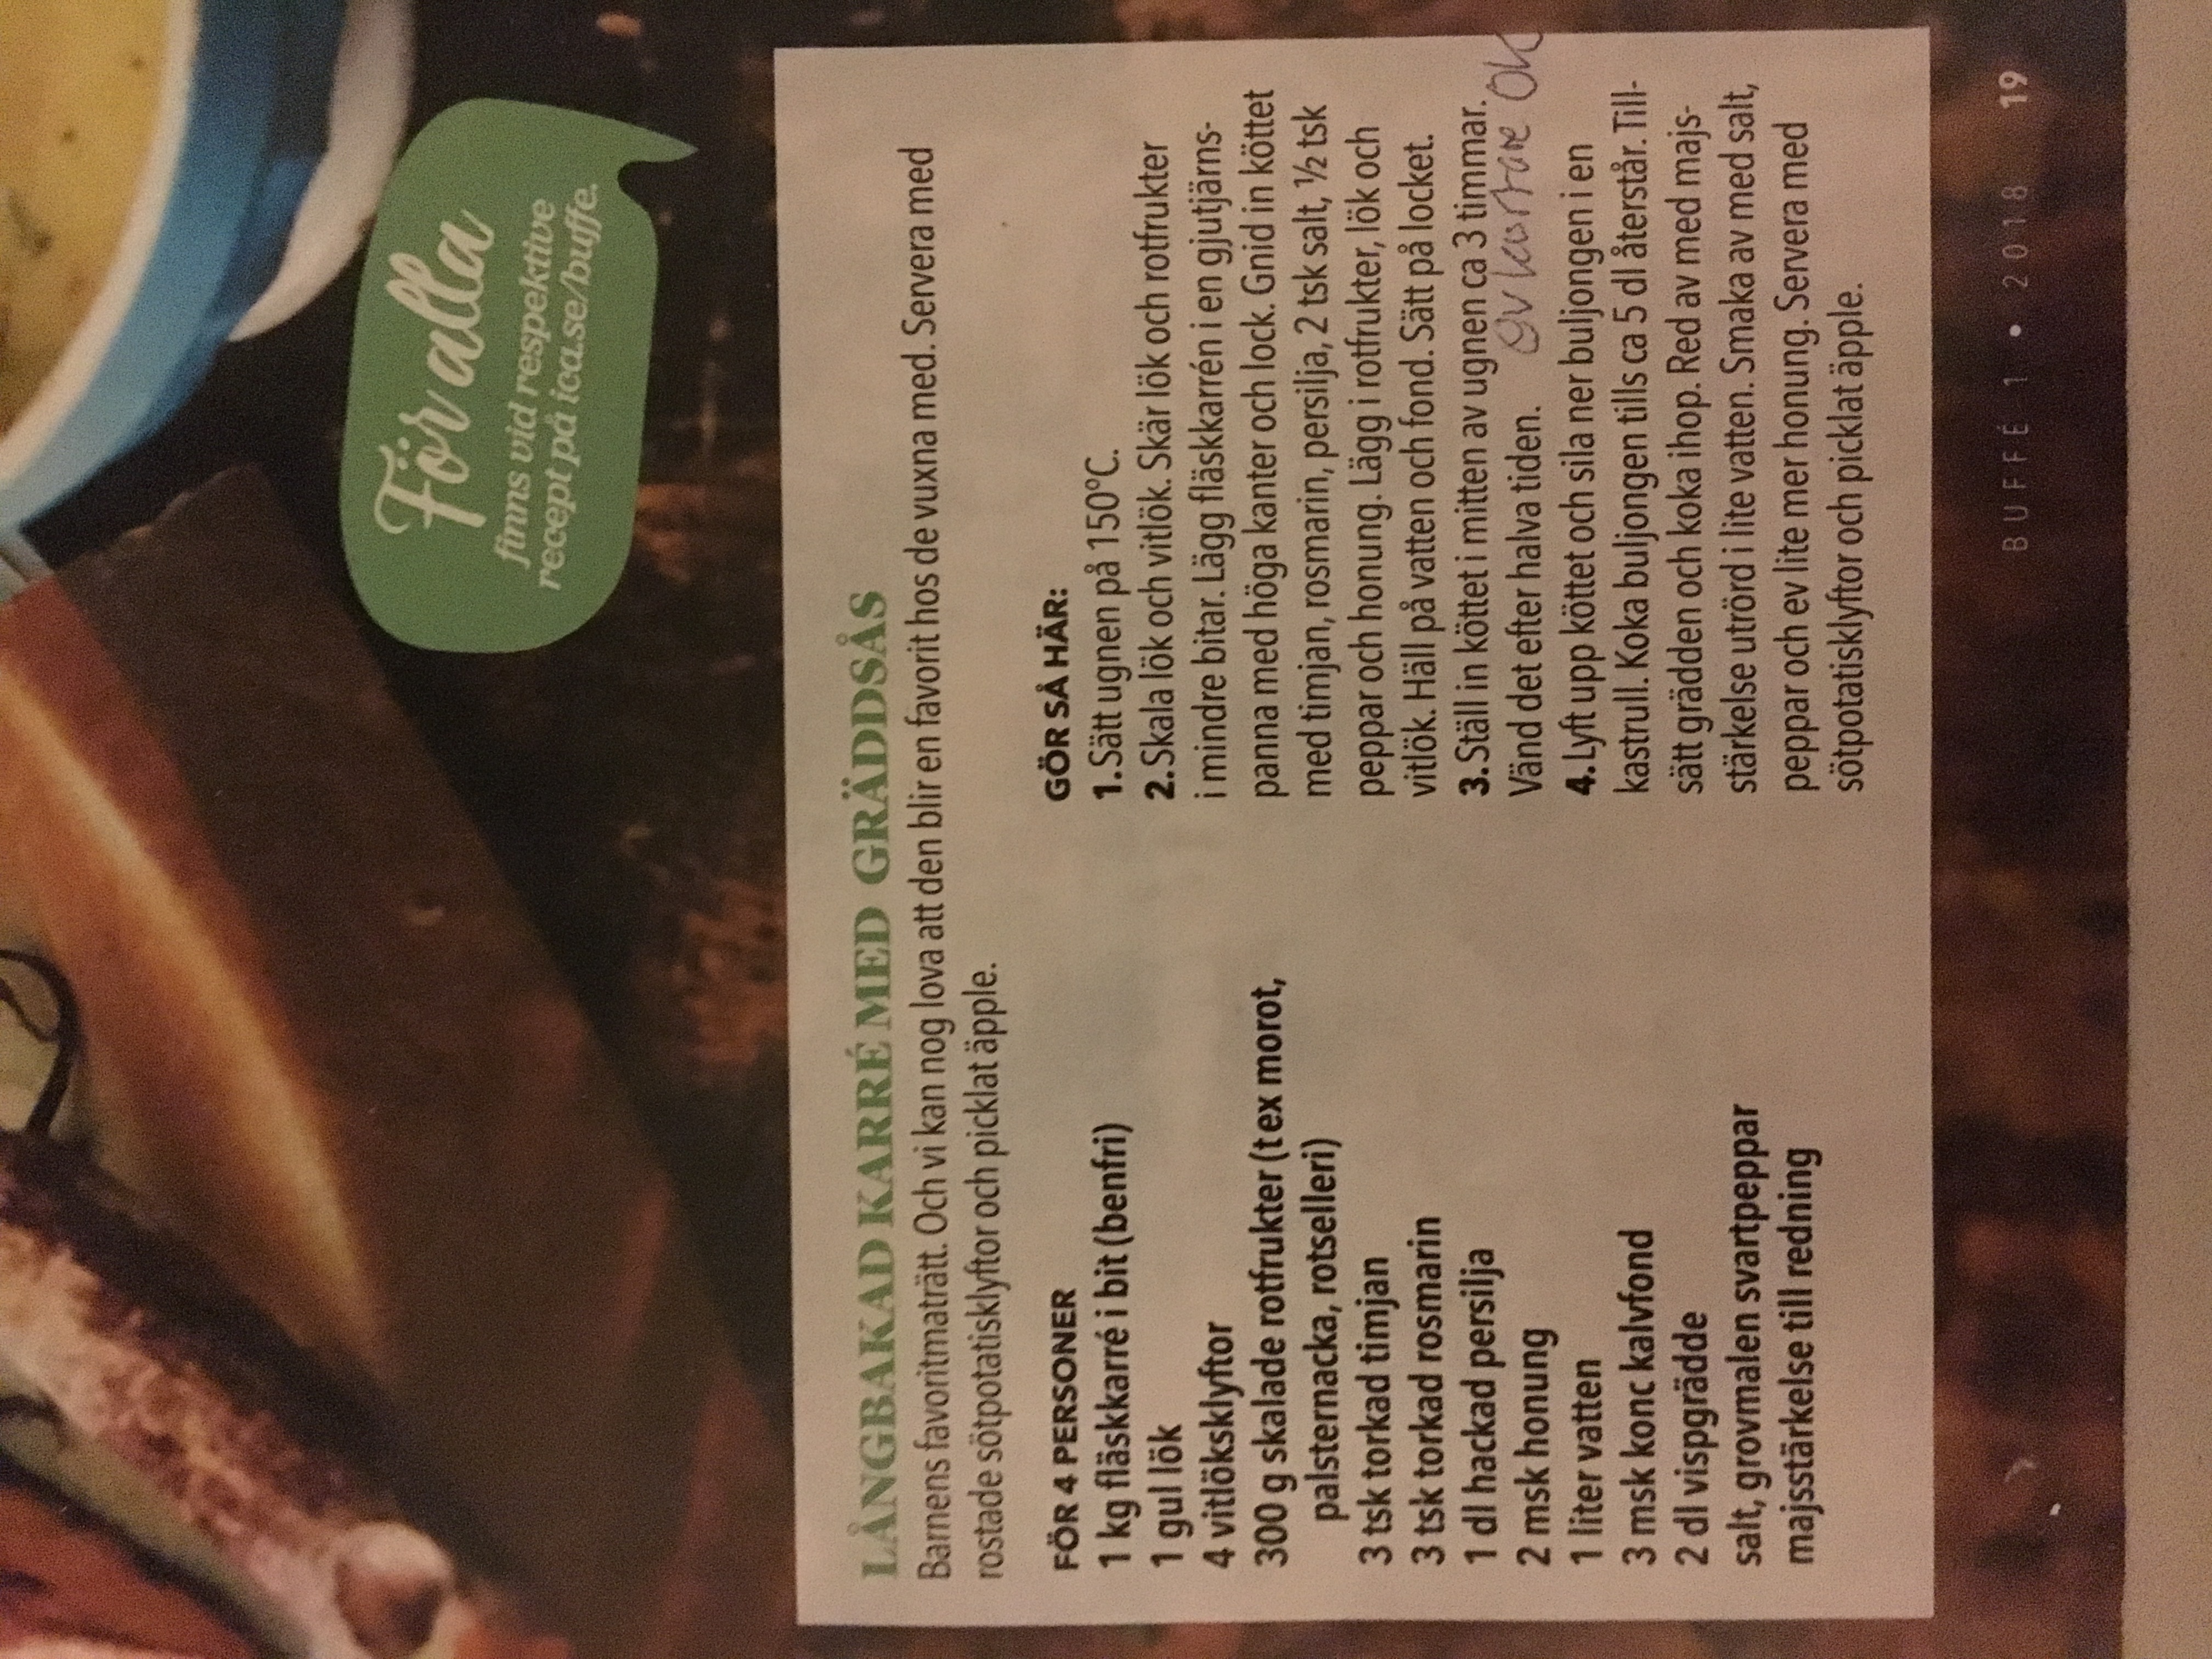 För alla
finns vid respektive
recept på ica.se/buffe.
LÅNGBAKAD KARRÉ MED GRÄDDSÅS
Barnens favoritmaträtt. Och vi kan nog lova att den blir en favorit hos de vuxna med. Servera med
rostade sötpotatisklyftor och picklat äpple.
FÖR 4 PERSONER
1 kg fläskkarré i bit (benfri)
1 gul lök
4 vitlöksklyftor
300 g skalade rotfrukter (tex morot,
palsternacka, rotselleri)
3 tsk torkad timjan
3 tsk torkad rosmarin
1 dl hackad persilja
2 msk honung
1 liter vatten
3 msk konc kalvfond
2 dl vispgrädde
salt, grovmalen svartpeppar
majsstärkelse till redning
GÖR SÅ HÄR:
1. Sätt ugnen på 150°C.
2. Skala lök och vitlök. Skär lök och rotfrukter
i mindre bitar. Lägg fläskkarrén i en gjutjärns-
panna med höga kanter och lock. Gnid in köttet
med timjan, rosmarin, persilja, 2 tsk salt, ½ tsk
peppar och honung. Lägg i rotfrukter, lök och
vitlök. Häll på vatten och fond. Sätt på locket.
3. Ställ in köttet i mitten av ugnen ca 3 timmar.
Vänd det efter halva tiden. ev kortare OK
4. Lyft upp köttet och sila ner buljongen i en
kastrull. Koka buljongen tills ca 5 dl återstår. Till-
sätt grädden och koka ihop. Red av med majs-
stärkelse utrörd i lite vatten. Smaka av med salt,
peppar och ev lite mer honung. Servera med
sötpotatisklyftor och picklat äpple.
BUFFÉ 1 • 2018 19